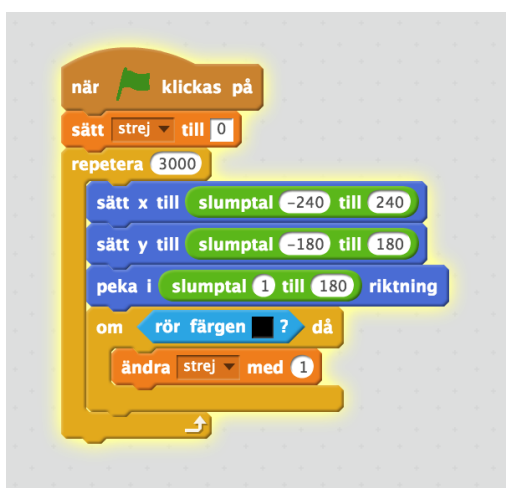 när klickas på
sätt strej till 0
repetera 3000
sätt x till slumptal -240 till 240
sätt y till slumptal -180 till 180
peka i slumptal 1 till 180 riktning
om rör färgen ? då
ändra strej med 1